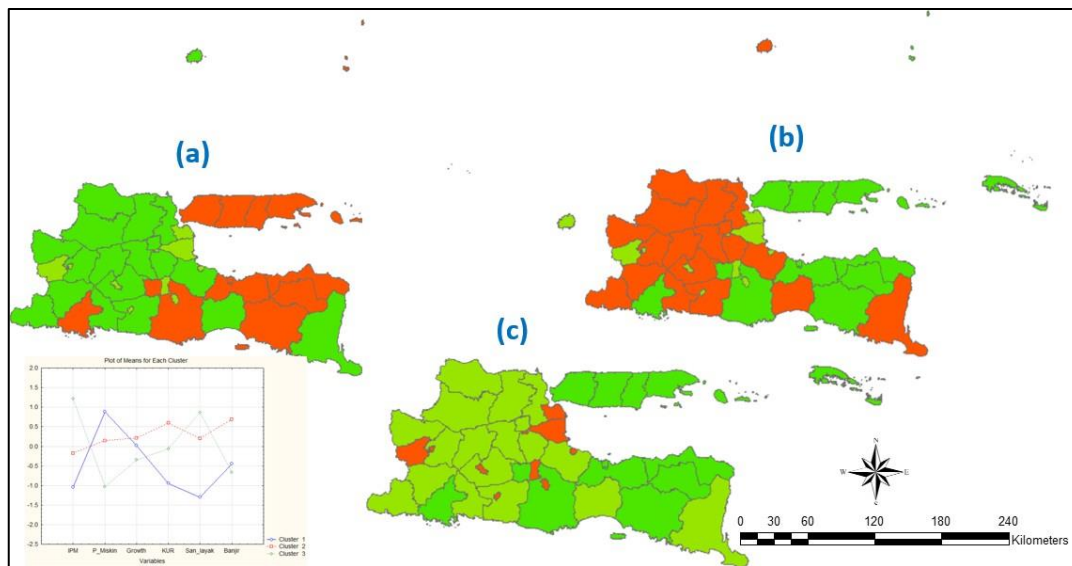 (a)
(b)
(c)
Plot of Means for Each Cluster
2.0
1.5
1.0
0.5
0.0
-0.5
-1.0
-1.5
-2.0
-2.5
IPM P_Miskin Growth KUR San_layak Banjir
Variables
Cluster 1
Cluster 2
Cluster 3
N
W E
S
0 30 60 120 180 240
Kilometers